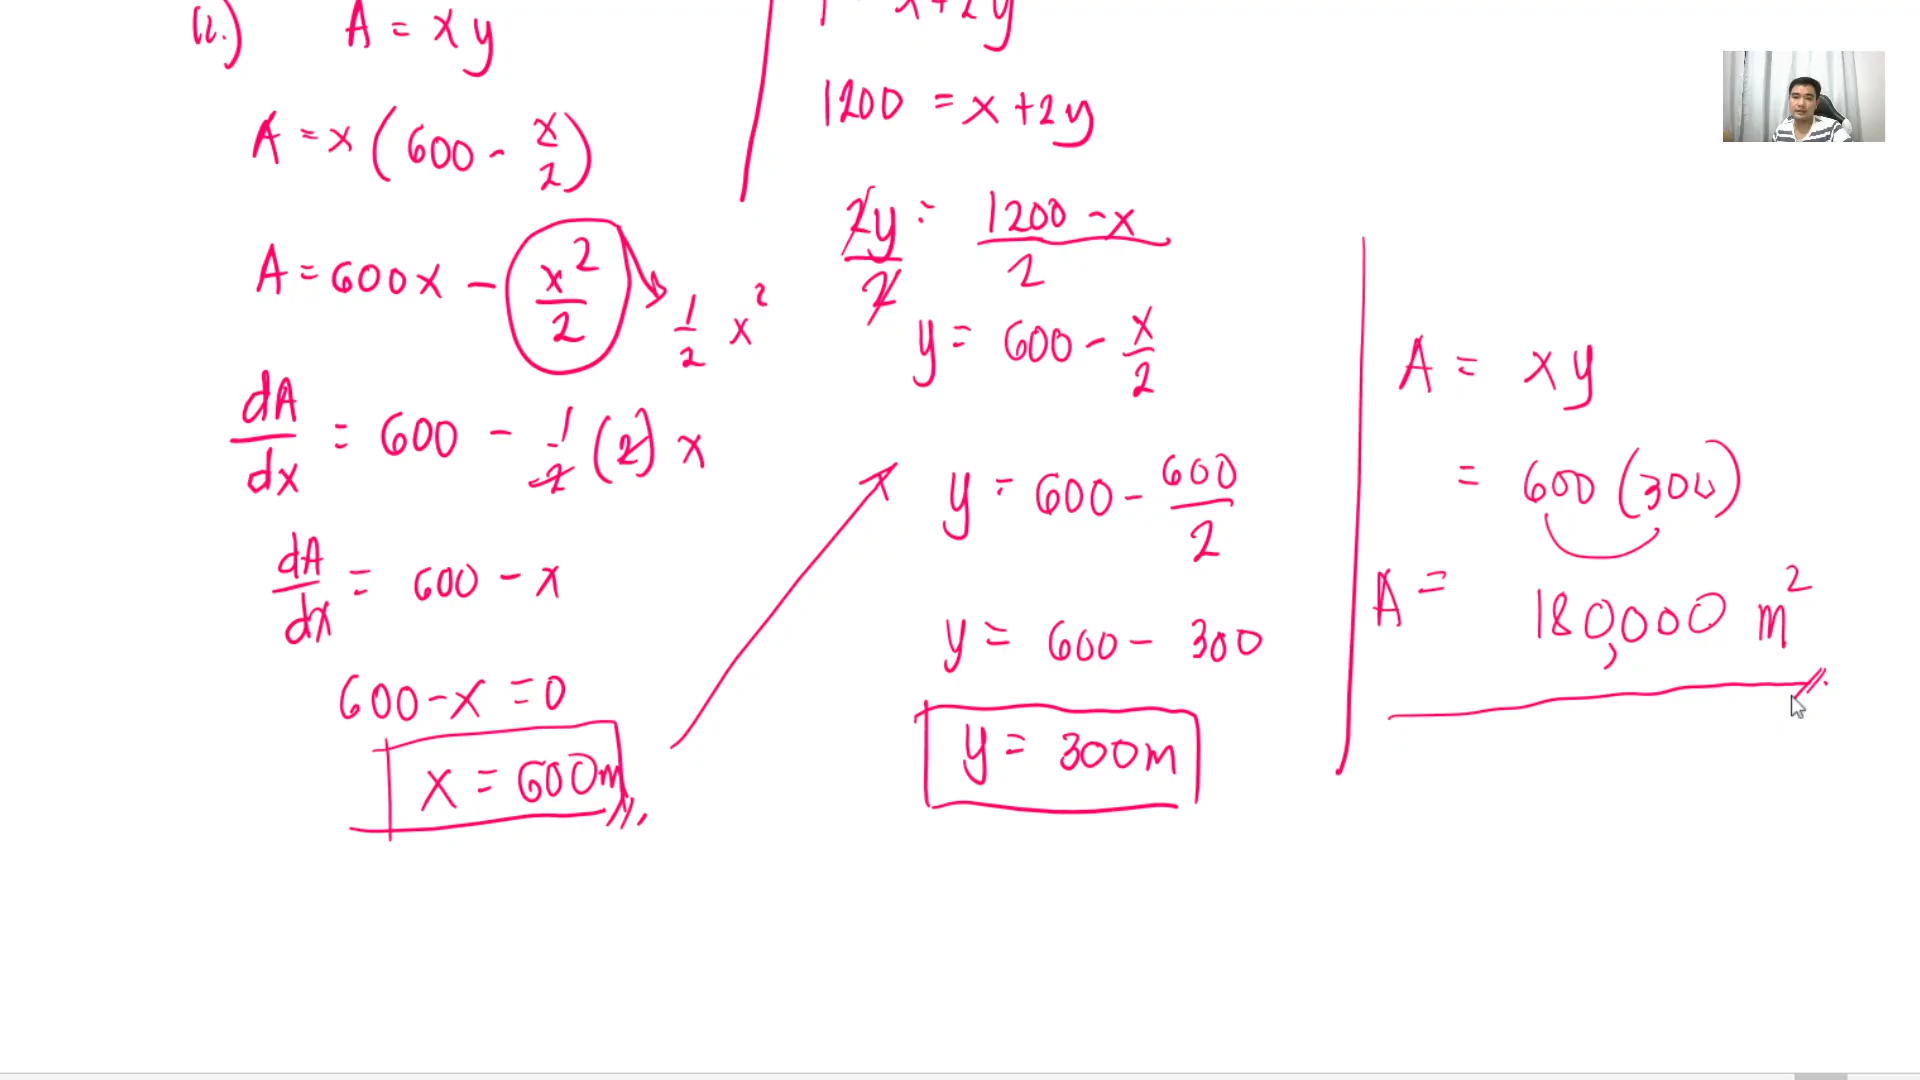 (2.) A = xy
A = x(600 - x/2)
A = 600x - x²/2
1/2 x²
dA/dx = 600 - 1/2 (2) x
dA/dx = 600 - x
600 - x = 0
x = 600m
= x+2y
1200 = x+2y
2y/2 = 1200 - x/2
y = 600 - x/2
y = 600 - 600/2
y = 600 - 300
y = 300m
A = xy
= 600 (300)
A = 180,000 m²